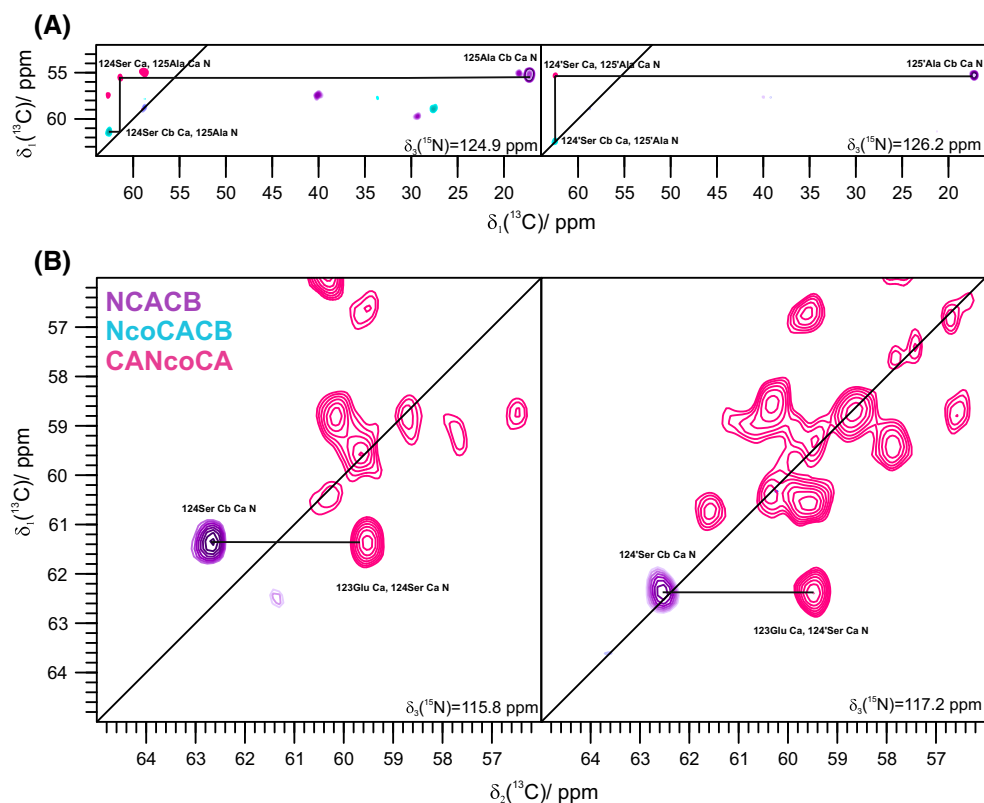 (A)
124Ser Ca, 125Ala Ca N
125Ala Cb Ca N
124Ser Cb Ca, 125Ala N
δ3(15N)=124.9 ppm
124'Ser Ca, 125'Ala Ca N
125'Ala Cb Ca N
124'Ser Cb Ca, 125'Ala N
δ3(15N)=126.2 ppm
δ1(13C)/ ppm
55
60
60 55 50 45 40 35 30 25 20
60 55 50 45 40 35 30 25 20
δ1(13C)/ ppm
(B)
NCACB
NcoCACB
CANcoCA
124Ser Cb Ca N
123Glu Ca, 124Ser Ca N
δ3(15N)=115.8 ppm
124'Ser Cb Ca N
123Glu Ca, 124'Ser Ca N
δ3(15N)=117.2 ppm
δ1(13C)/ ppm
57
58
59
60
61
62
63
64
64 63 62 61 60 59 58 57
64 63 62 61 60 59 58 57
δ2(13C)/ ppm